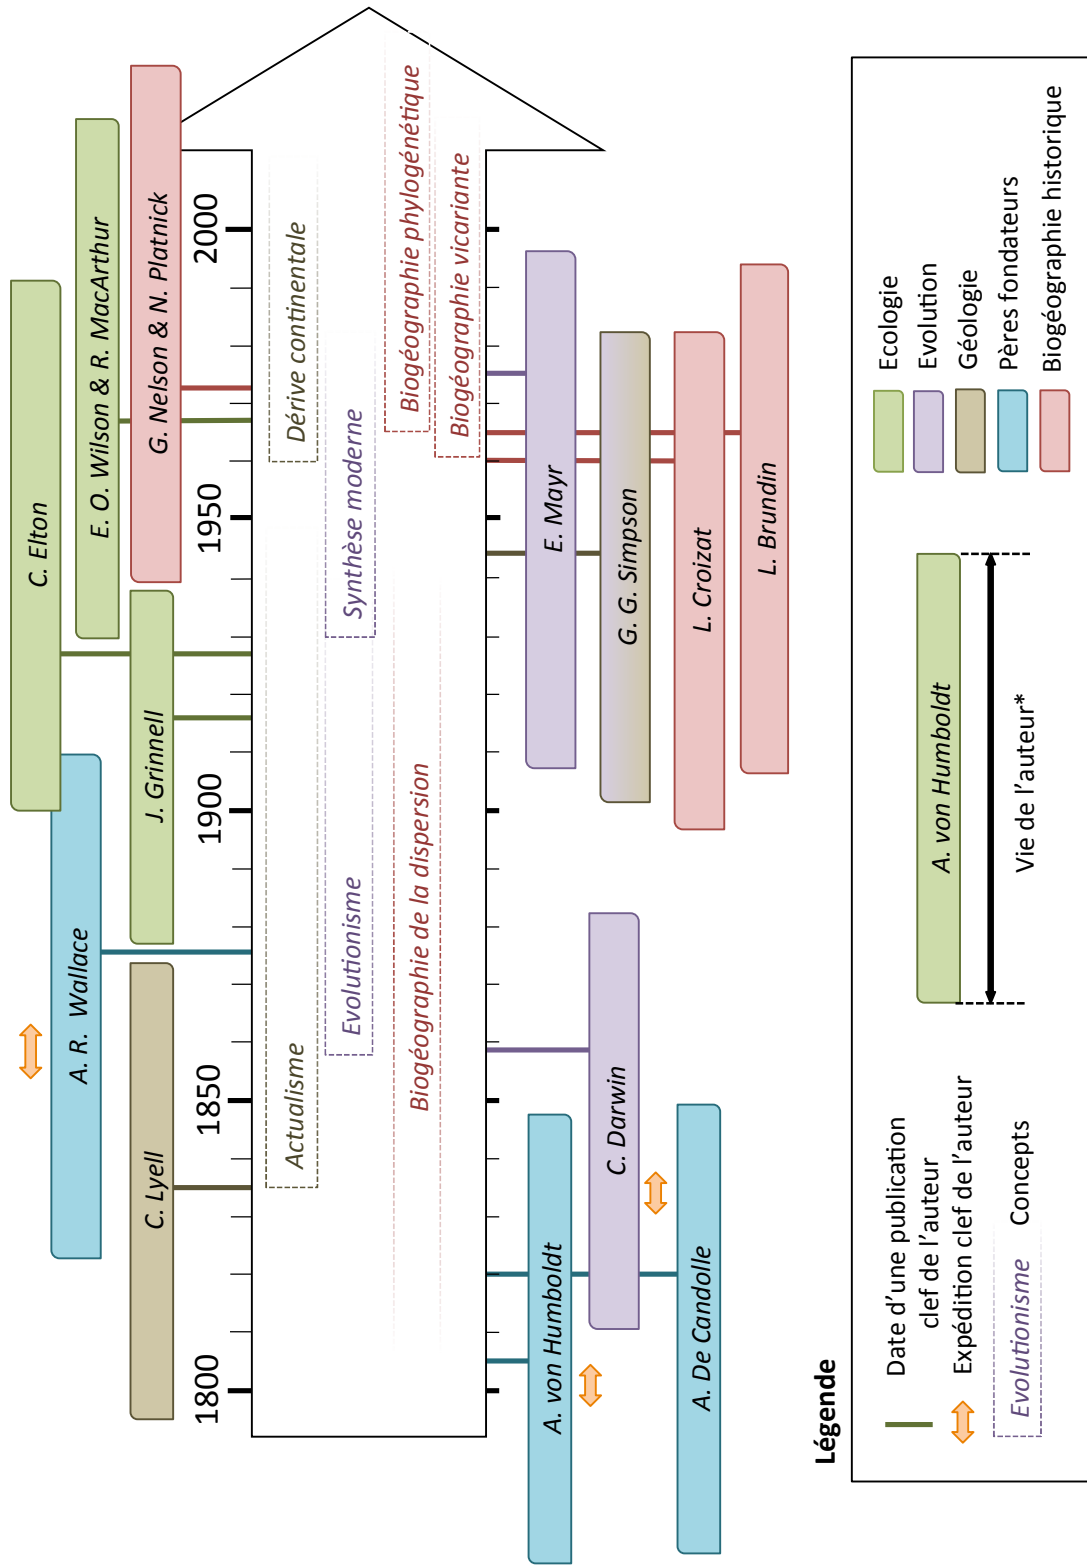 C. Elton
A. R. Wallace
E. O. Wilson & R. MacArthur
C. Lyell
J. Grinnell
G. Nelson & N. Platnick
1800
1850
1900
1950
2000
Actualisme
Dérive continentale
Evolutionisme
Synthèse moderne
Biogéographie de la dispersion
Biogéographie phylogénétique
Biogéographie vicariante
A. von Humboldt
E. Mayr
C. Darwin
G. G. Simpson
A. De Candolle
L. Croizat
L. Brundin
Légende
Date d'une publication
clef de l'auteur
Expédition clef de l'auteur
Evolutionisme
Concepts
A. von Humboldt
Vie de l'auteur*
Ecologie
Evolution
Géologie
Pères fondateurs
Biogéographie historique